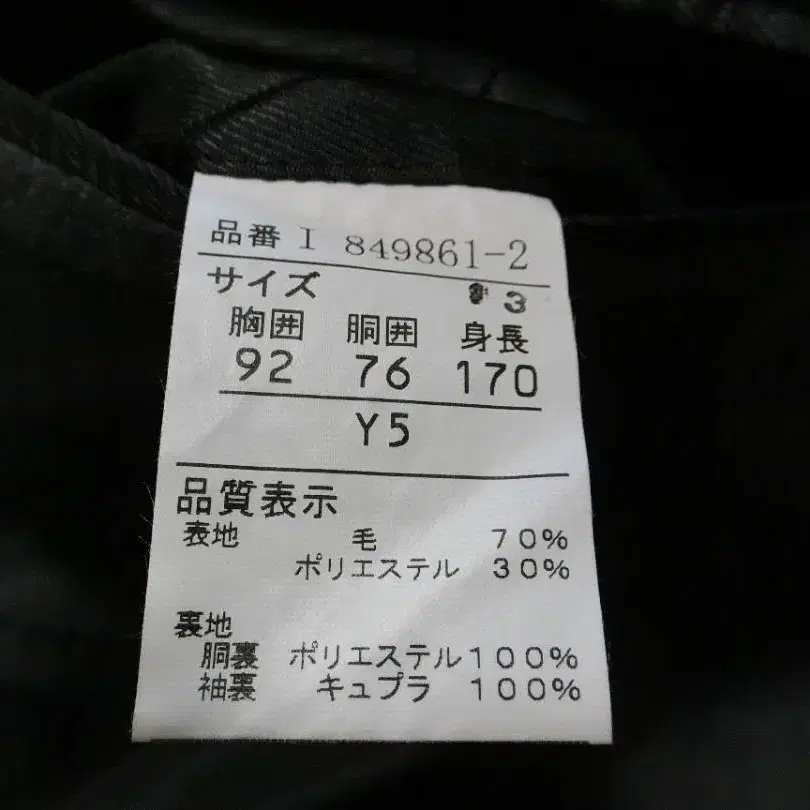 品番 I 849861-2
サイズ 3
胸囲 胴囲 身長
92 76 170
Y5
品質表示
表地 毛 70%
ポリエステル 30%
裏地
胴裏 ポリエステル100%
袖裏 キュプラ 100%